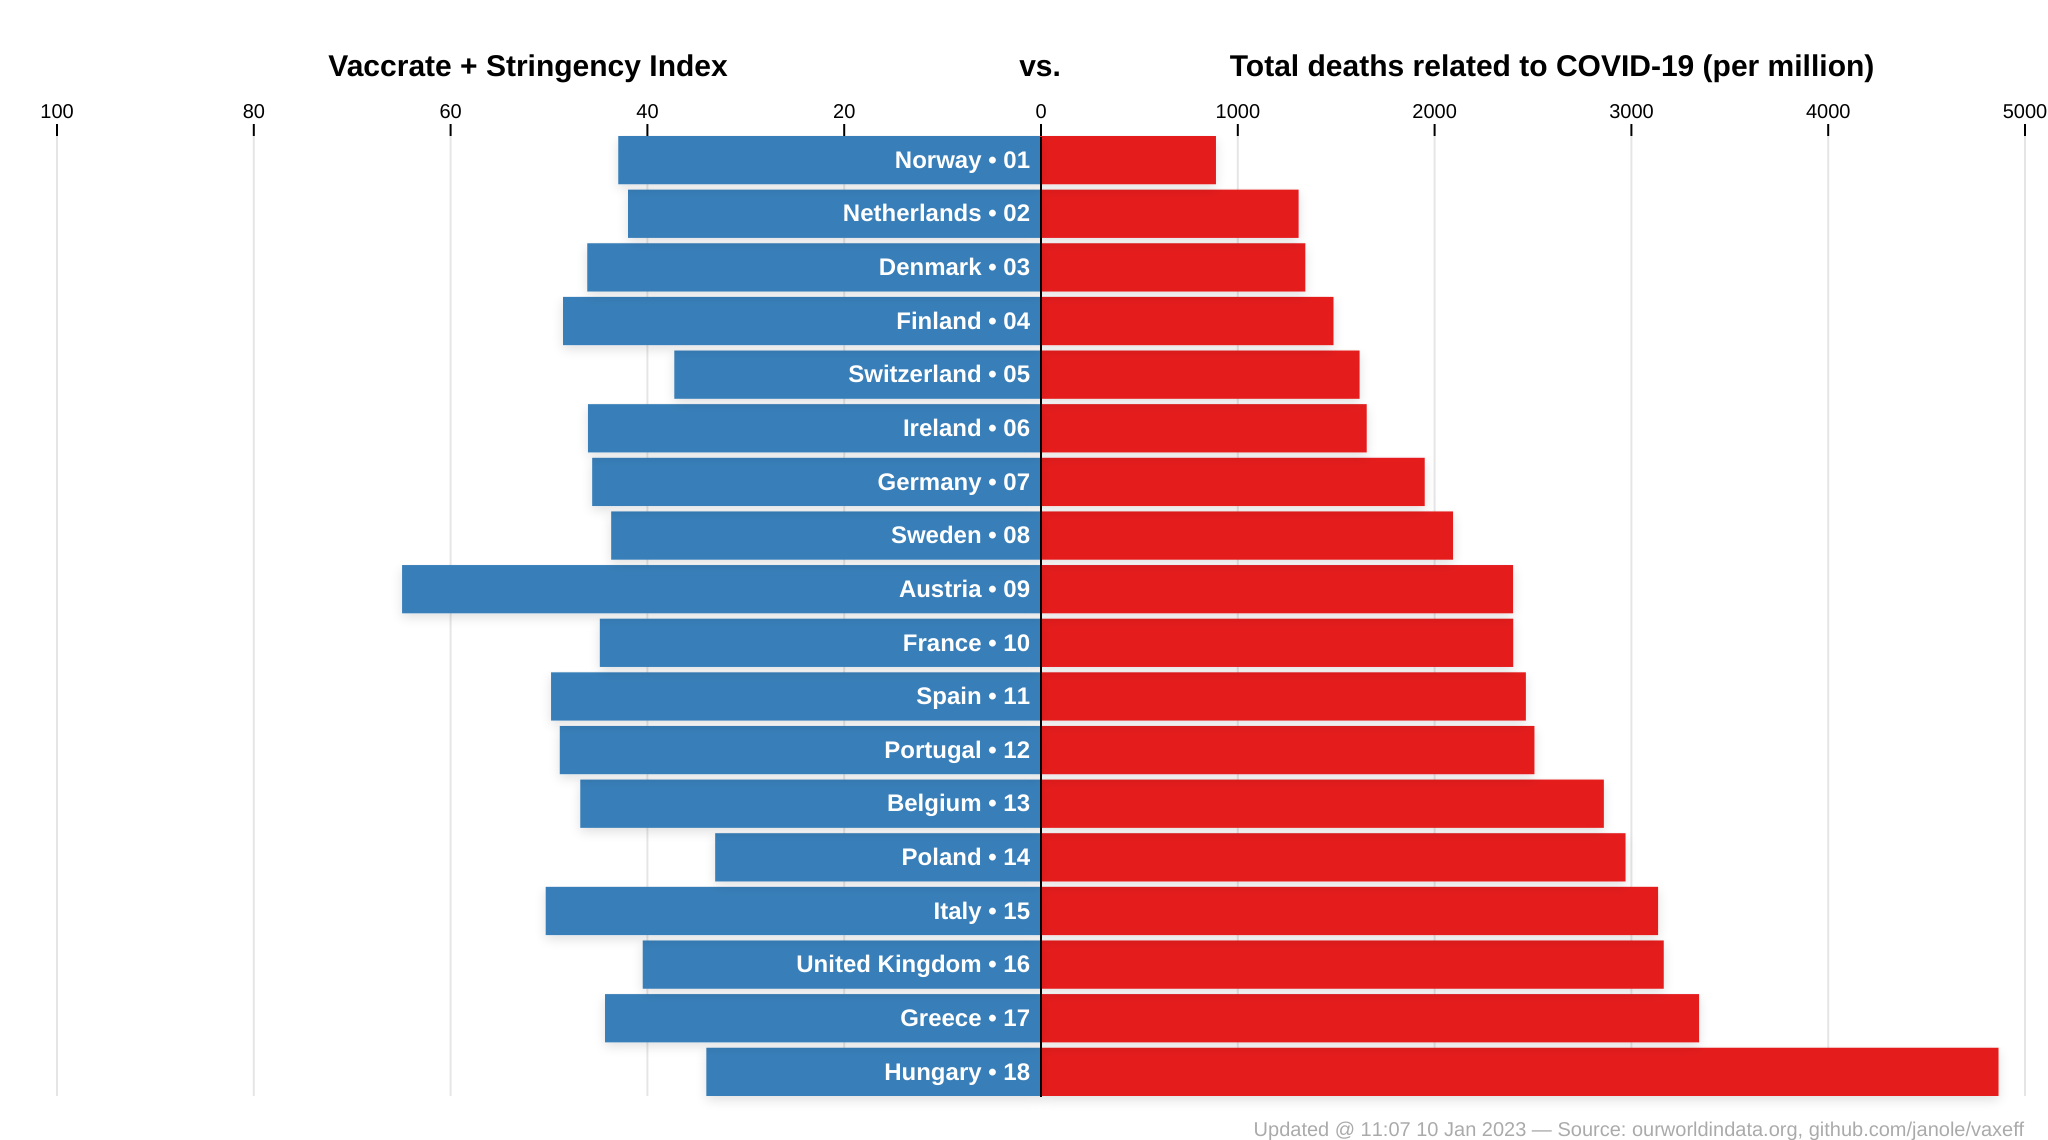 Vaccrate + Stringency Index vs. Total deaths related to COVID-19 (per million)
100 80 60 40 20 0 1000 2000 3000 4000 5000
Norway • 01
Netherlands • 02
Denmark • 03
Finland • 04
Switzerland • 05
Ireland • 06
Germany • 07
Sweden • 08
Austria • 09
France • 10
Spain • 11
Portugal • 12
Belgium • 13
Poland • 14
Italy • 15
United Kingdom • 16
Greece • 17
Hungary • 18
Updated @ 11:07 10 Jan 2023 — Source: ourworldindata.org, github.com/janole/vaxeff